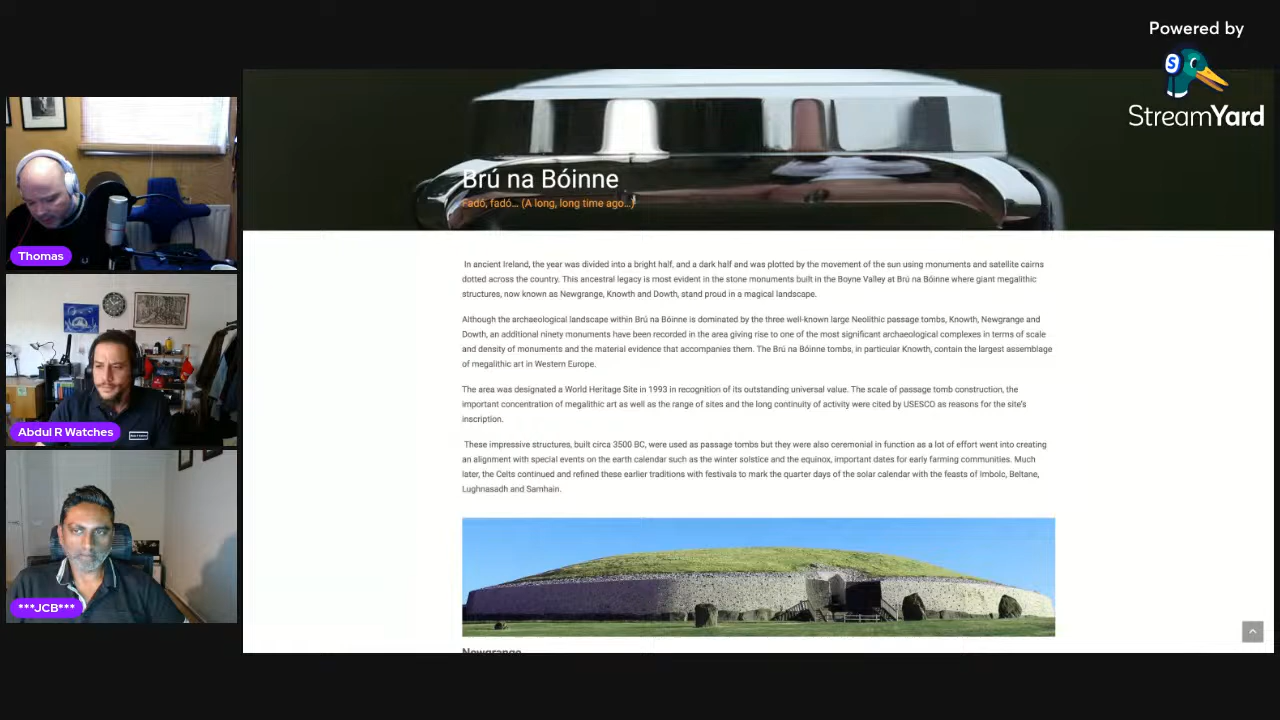 Powered by
StreamYard
Brú na Bóinne
Fadó, fadó... (A long, long time ago...)
In ancient Ireland, the year was divided into a bright half, and a dark half and was plotted by the movement of the sun using monuments and satellite cairns
dotted across the country. This ancestral legacy is most evident in the stone monuments built in the Boyne Valley at Brú na Bóinne where giant megalithic
structures, now known as Newgrange, Knowth and Dowth, stand proud in a magical landscape.
Although the archaeological landscape within Brú na Bóinne is dominated by the three well-known large Neolithic passage tombs, Knowth, Newgrange and
Dowth, an additional ninety monuments have been recorded in the area giving rise to one of the most significant archaeological complexes in terms of scale
and density of monuments and the material evidence that accompanies them. The Brú na Bóinne tombs, in particular Knowth, contain the largest assemblage
of megalithic art in Western Europe.
The area was designated a World Heritage Site in 1993 in recognition of its outstanding universal value. The scale of passage tomb construction, the
important concentration of megalithic art as well as the range of sites and the long continuity of activity were cited by USESCO as reasons for the site's
inscription.
These impressive structures, built circa 3500 BC, were used as passage tombs but they were also ceremonial in function as a lot of effort went into creating
an alignment with special events on the earth calendar such as the winter solstice and the equinox, important dates for early farming communities. Much
later, the Celts continued and refined these earlier traditions with festivals to mark the quarter days of the solar calendar with the feasts of Imbolc, Beltane,
Lughnasadh and Samhain.
Newgrange
Thomas
Abdul R Watches
***JCB***